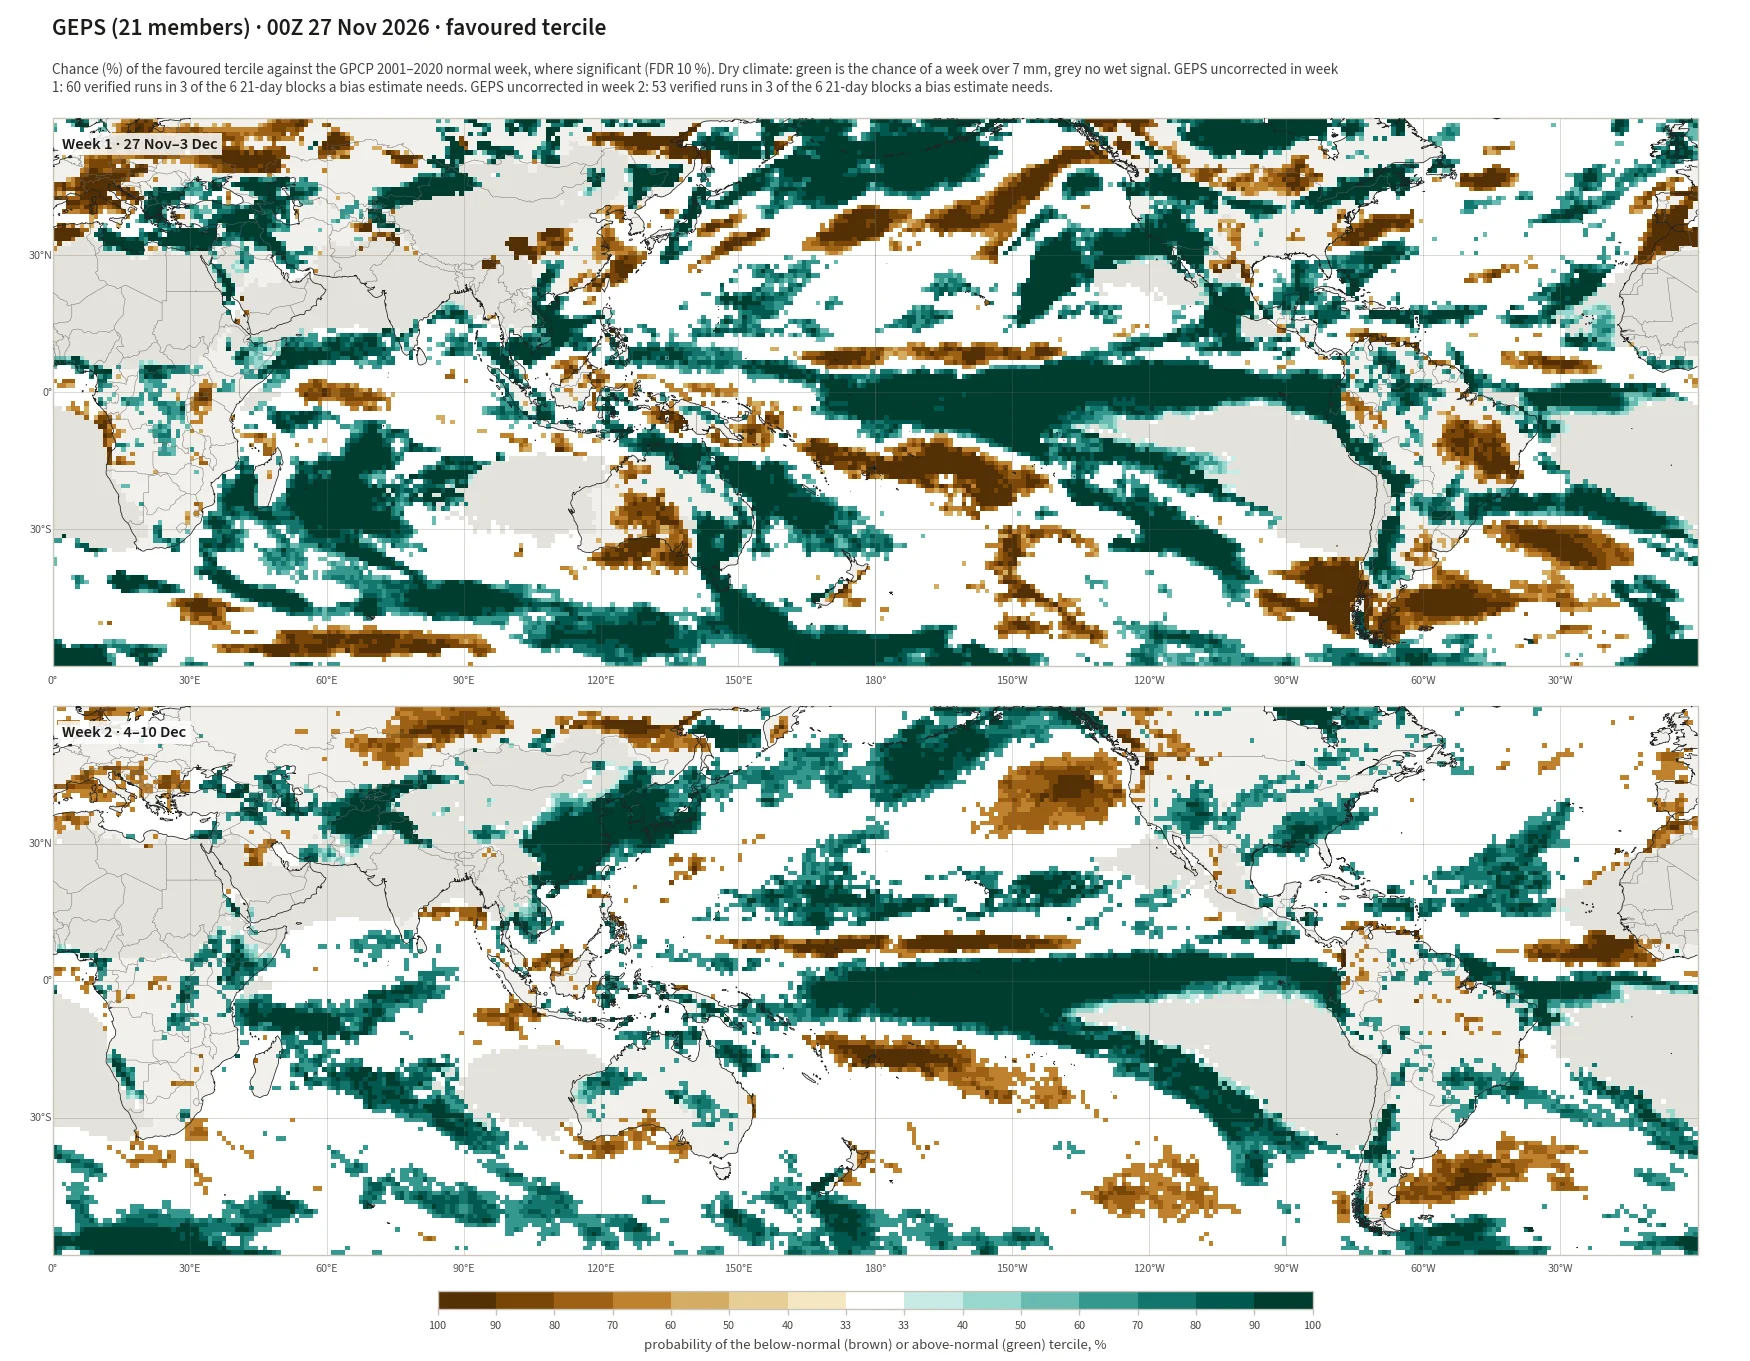 GEPS (21 members) · 00Z 27 Nov 2026 · favoured tercile
Chance (%) of the favoured tercile against the GPCP 2001–2020 normal week, where significant (FDR 10 %). Dry climate: green is the chance of a week over 7 mm, grey no wet signal. GEPS uncorrected in week
1: 60 verified runs in 3 of the 6 21-day blocks a bias estimate needs. GEPS uncorrected in week 2: 53 verified runs in 3 of the 6 21-day blocks a bias estimate needs.
Week 1 · 27 Nov–3 Dec
30°N
0°
30°S
0° 30°E 60°E 90°E 120°E 150°E 180° 150°W 120°W 90°W 60°W 30°W
Week 2 · 4–10 Dec
30°N
0°
30°S
0° 30°E 60°E 90°E 120°E 150°E 180° 150°W 120°W 90°W 60°W 30°W
100 90 80 70 60 50 40 33 33 40 50 60 70 80 90 100
probability of the below-normal (brown) or above-normal (green) tercile, %